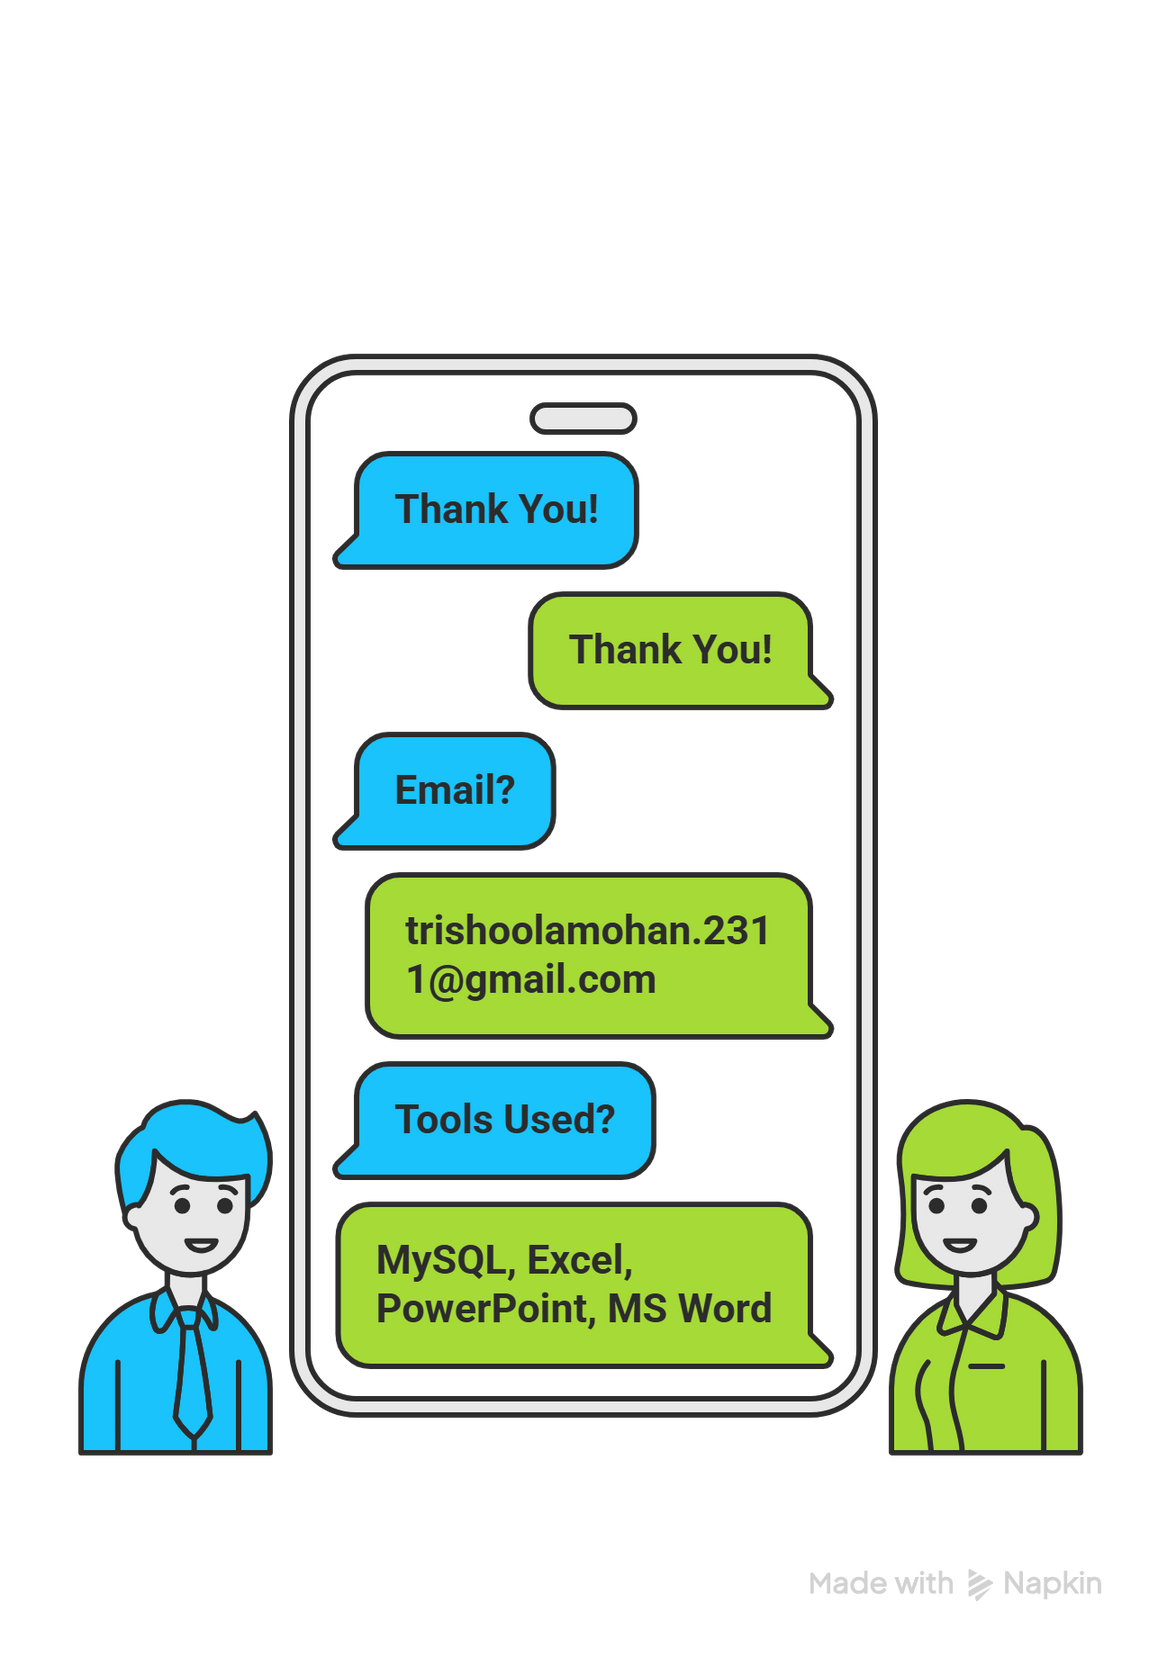 Thank You!
Thank You!
Email?
trishoolamohan.231
1@gmail.com
Tools Used?
MySQL, Excel,
PowerPoint, MS Word
Made with Napkin